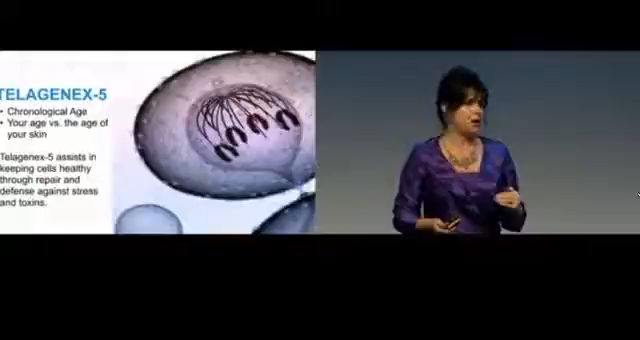 TELAGENEX-5
• Chronological Age
• Your age vs. the age of
your skin
Telagenex-5 assists in
keeping cells healthy
through repair and
defense against stress
and toxins.